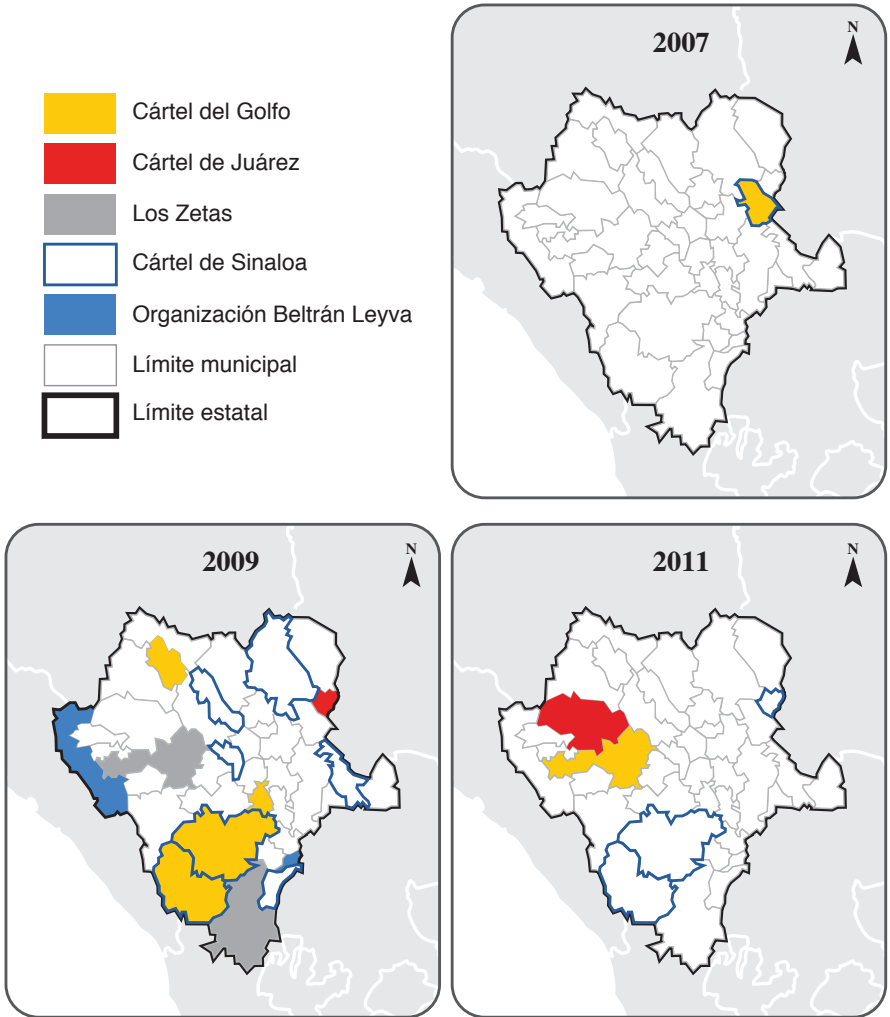 2007
N
Cártel del Golfo
Cártel de Juárez
Los Zetas
Cártel de Sinaloa
Organización Beltrán Leyva
Límite municipal
Límite estatal
2009
N
2011
N